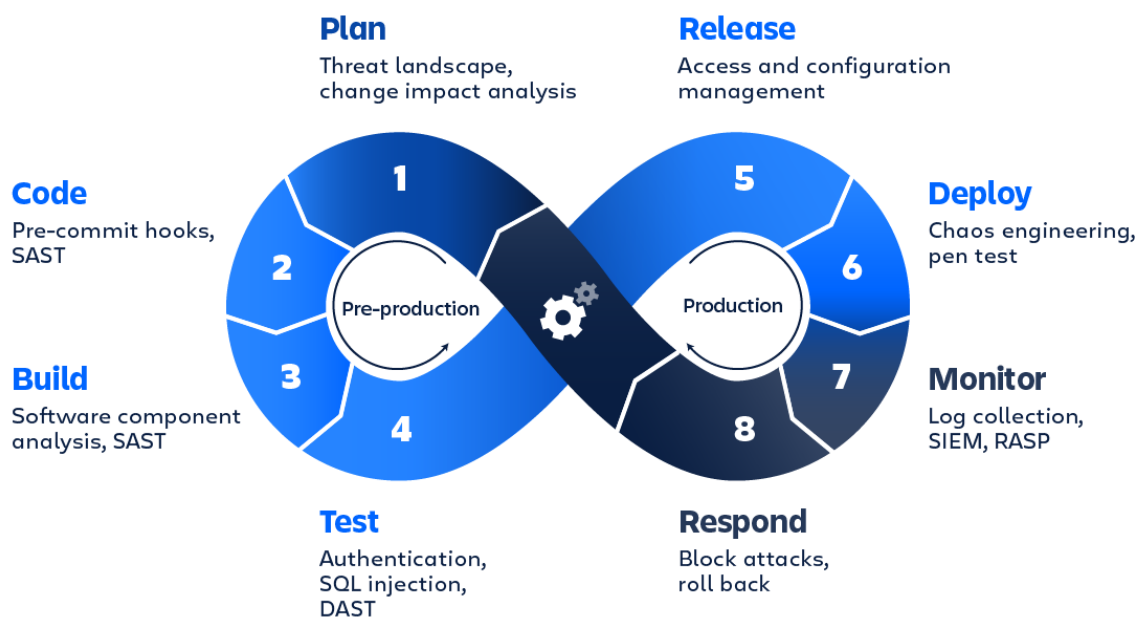 Plan
Threat landscape,
change impact analysis
Release
Access and configuration
management
Code
Pre-commit hooks,
SAST
Deploy
Chaos engineering,
pen test
Build
Software component
analysis, SAST
Monitor
Log collection,
SIEM, RASP
Test
Authentication,
SQL injection,
DAST
Respond
Block attacks,
roll back
1
2
3
4
5
6
7
8
Pre-production
Production